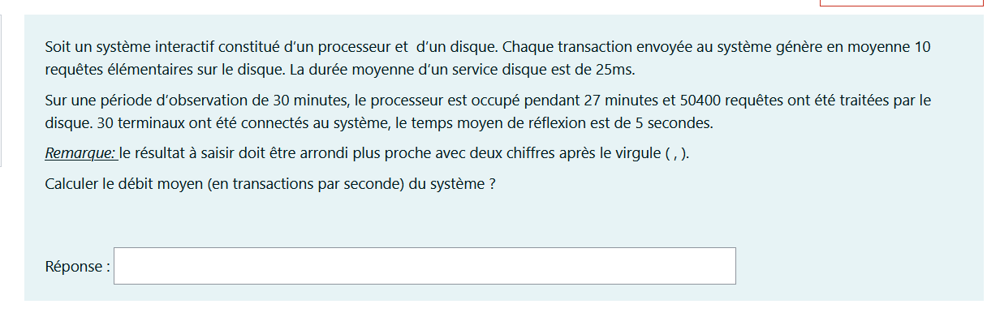 Soit un système interactif constitué d'un processeur et d'un disque. Chaque transaction envoyée au système génère en moyenne 10
requêtes élémentaires sur le disque. La durée moyenne d'un service disque est de 25ms.
Sur une période d'observation de 30 minutes, le processeur est occupé pendant 27 minutes et 50400 requêtes ont été traitées par le
disque. 30 terminaux ont été connectés au système, le temps moyen de réflexion est de 5 secondes.
Remarque: le résultat à saisir doit être arrondi plus proche avec deux chiffres après le virgule ( , ).
Calculer le débit moyen (en transactions par seconde) du système ?
Réponse :